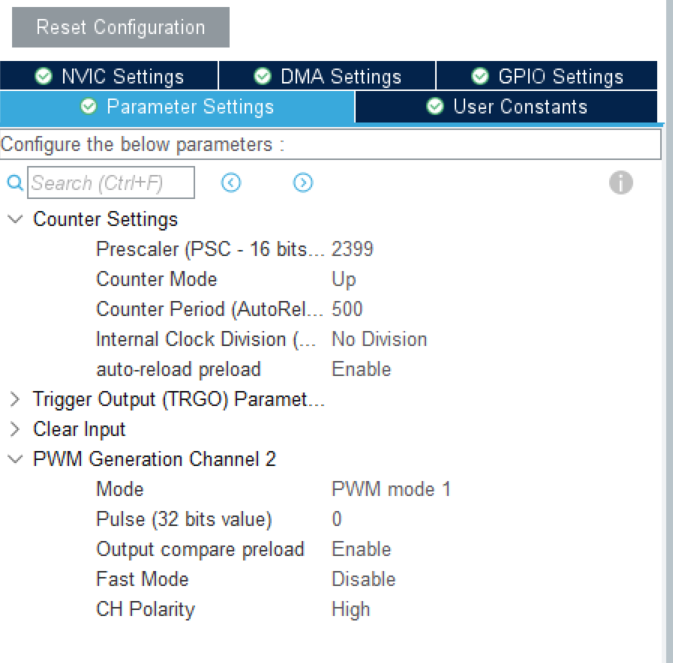 Reset Configuration
NVIC Settings
DMA Settings
GPIO Settings
Parameter Settings
User Constants
Configure the below parameters :
Search (Ctrl+F)
Counter Settings
Prescaler (PSC - 16 bits... 2399
Counter Mode Up
Counter Period (AutoRel... 500
Internal Clock Division (... No Division
auto-reload preload Enable
Trigger Output (TRGO) Paramet...
Clear Input
PWM Generation Channel 2
Mode PWM mode 1
Pulse (32 bits value) 0
Output compare preload Enable
Fast Mode Disable
CH Polarity High